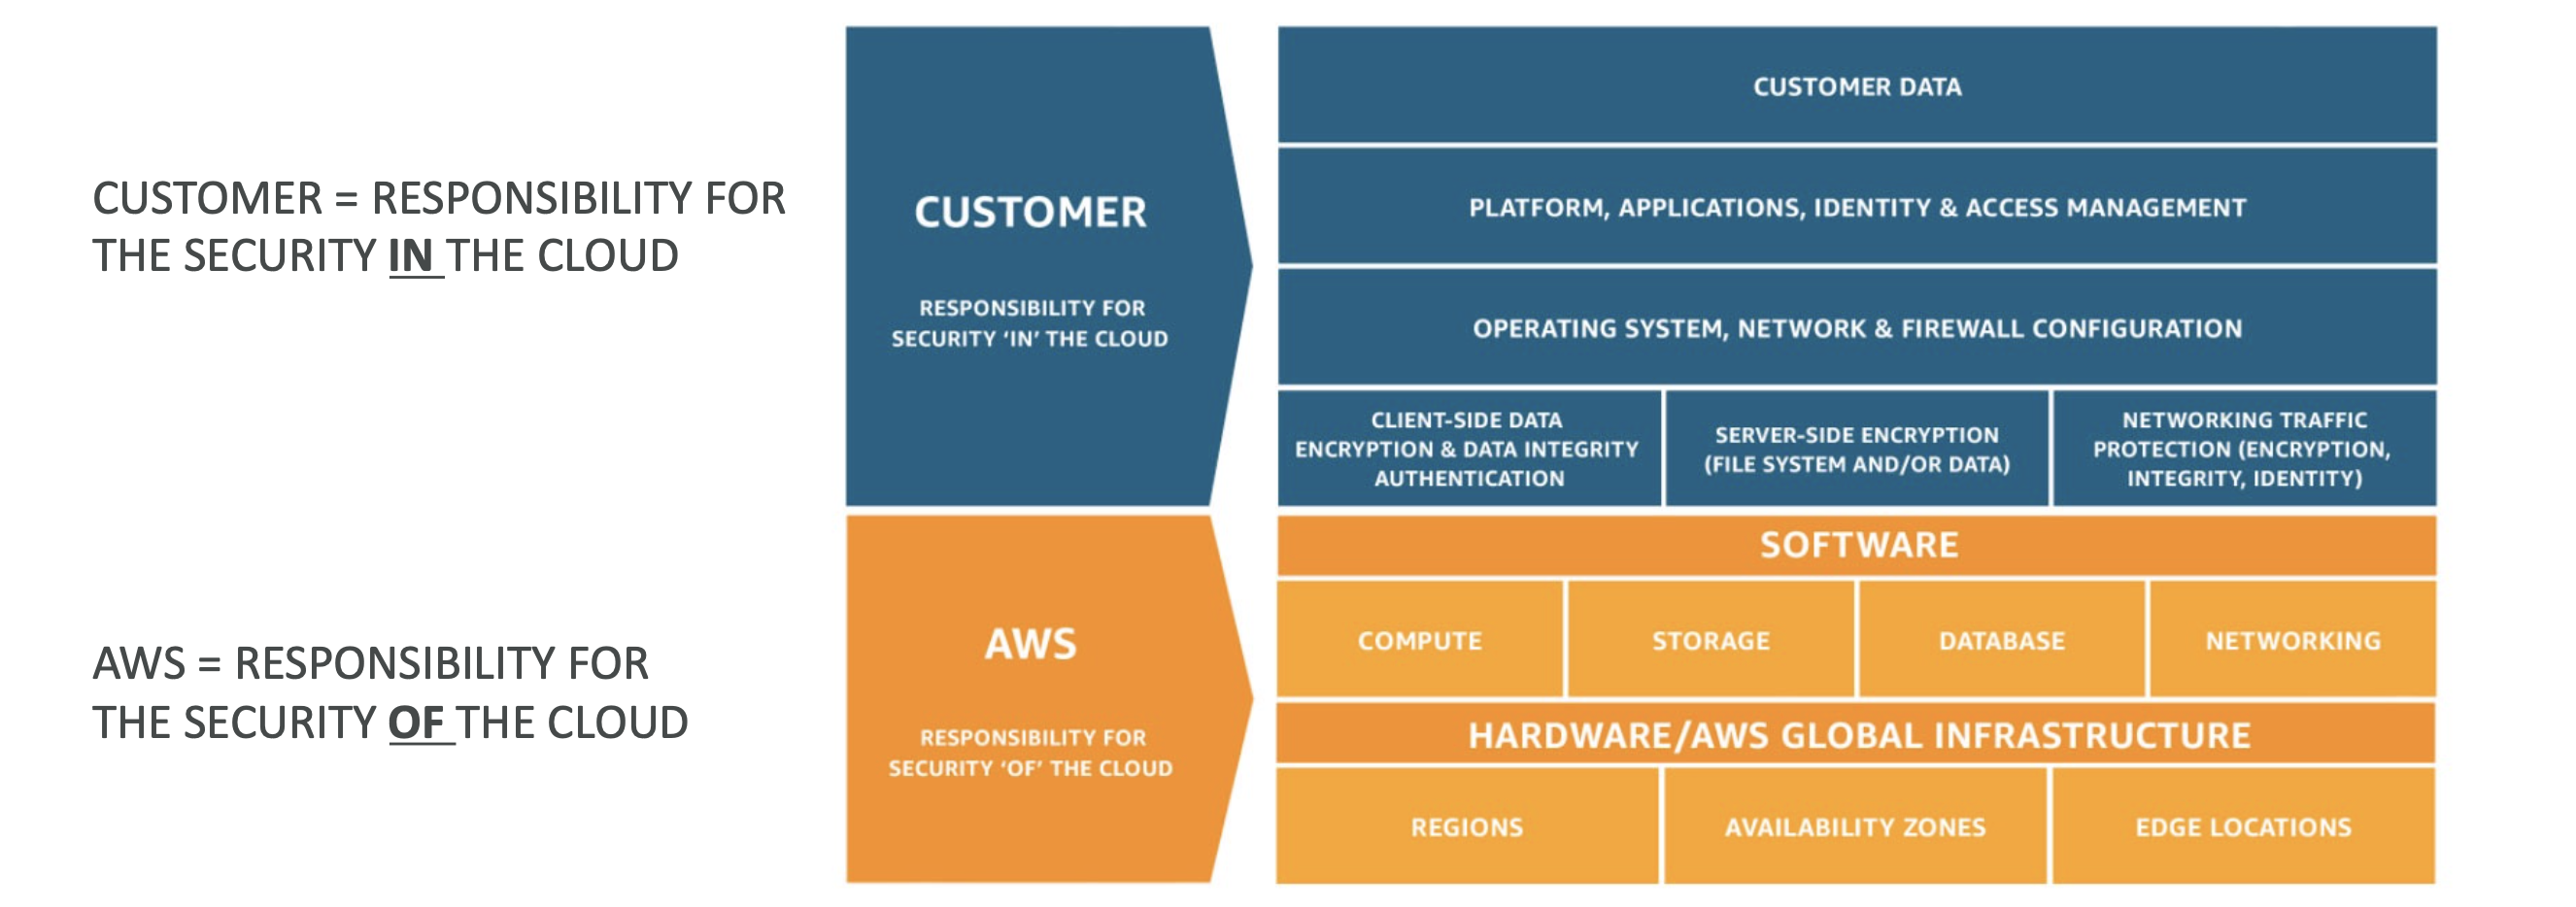 CUSTOMER = RESPONSIBILITY FOR
THE SECURITY IN THE CLOUD
AWS = RESPONSIBILITY FOR
THE SECURITY OF THE CLOUD
CUSTOMER
RESPONSIBILITY FOR
SECURITY ‘IN’ THE CLOUD
CUSTOMER DATA
PLATFORM, APPLICATIONS, IDENTITY & ACCESS MANAGEMENT
OPERATING SYSTEM, NETWORK & FIREWALL CONFIGURATION
CLIENT-SIDE DATA
ENCRYPTION & DATA INTEGRITY
AUTHENTICATION
SERVER-SIDE ENCRYPTION
(FILE SYSTEM AND/OR DATA)
NETWORKING TRAFFIC
PROTECTION (ENCRYPTION,
INTEGRITY, IDENTITY)
AWS
RESPONSIBILITY FOR
SECURITY ‘OF’ THE CLOUD
SOFTWARE
COMPUTE
STORAGE
DATABASE
NETWORKING
HARDWARE/AWS GLOBAL INFRASTRUCTURE
REGIONS
AVAILABILITY ZONES
EDGE LOCATIONS